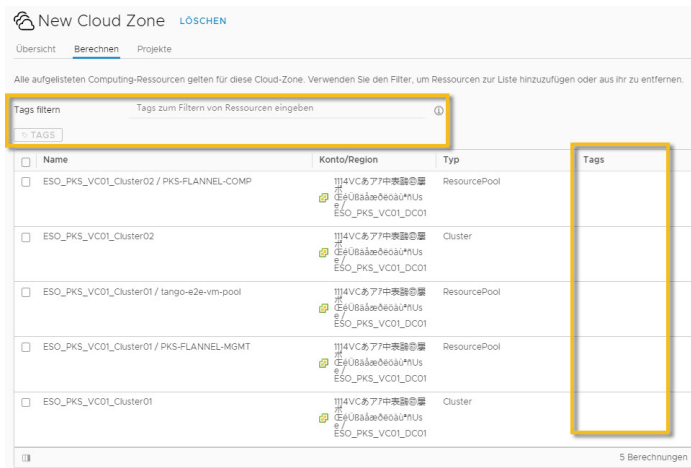 New Cloud Zone LÖSCHEN
Übersicht Berechnen Projekte
Alle aufgelisteten Computing-Ressourcen gelten für diese Cloud-Zone. Verwenden Sie den Filter, um Ressourcen zur Liste hinzuzufügen oder aus ihr zu entfernen.
Tags filtern Tags zum Filtern von Ressourcen eingeben
TAGS
Name Konto/Region Typ Tags
ESO_PKS_VC01_Cluster02 / PKS-FLANNEL-COMP ResourcePool
ESO_PKS_VC01_DC01
ESO_PKS_VC01_Cluster02 Cluster
ESO_PKS_VC01_DC01
ESO_PKS_VC01_Cluster01 / tango-e2e-vm-pool ResourcePool
ESO_PKS_VC01_DC01
ESO_PKS_VC01_Cluster01 / PKS-FLANNEL-MGMT ResourcePool
ESO_PKS_VC01_DC01
ESO_PKS_VC01_Cluster01 Cluster
ESO_PKS_VC01_DC01
5 Berechnungen